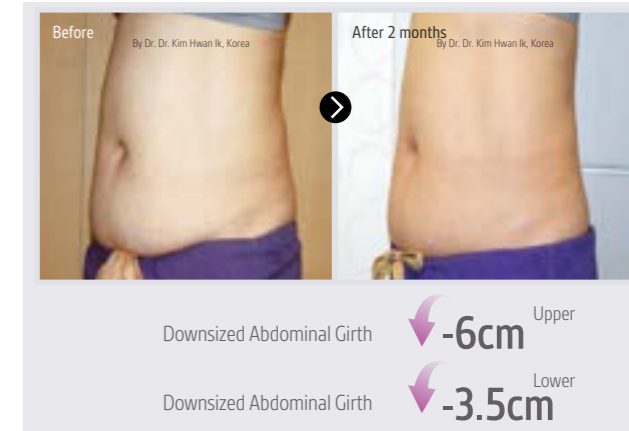 Before
By Dr. Dr. Kim Hwan Ik, Korea
After 2 months
By Dr. Dr. Kim Hwan Ik, Korea
Downsized Abdominal Girth -6cm Upper
Downsized Abdominal Girth -3.5cm Lower